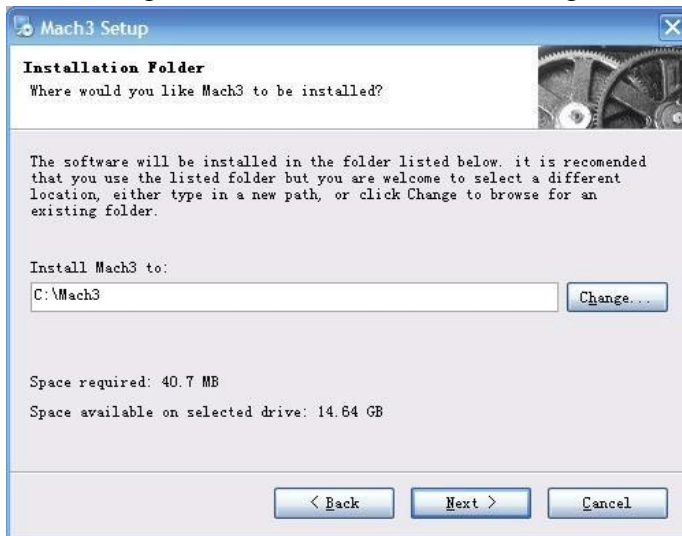 Mach3 Setup
Installation Folder
Where would you like Mach3 to be installed?
The software will be installed in the folder listed below. it is recomended
that you use the listed folder but you are welcome to select a different
location, either type in a new path, or click Change to browse for an
existing folder.
Install Mach3 to:
C:\Mach3
Change...
Space required: 40.7 MB
Space available on selected drive: 14.64 GB
< Back Next > Cancel